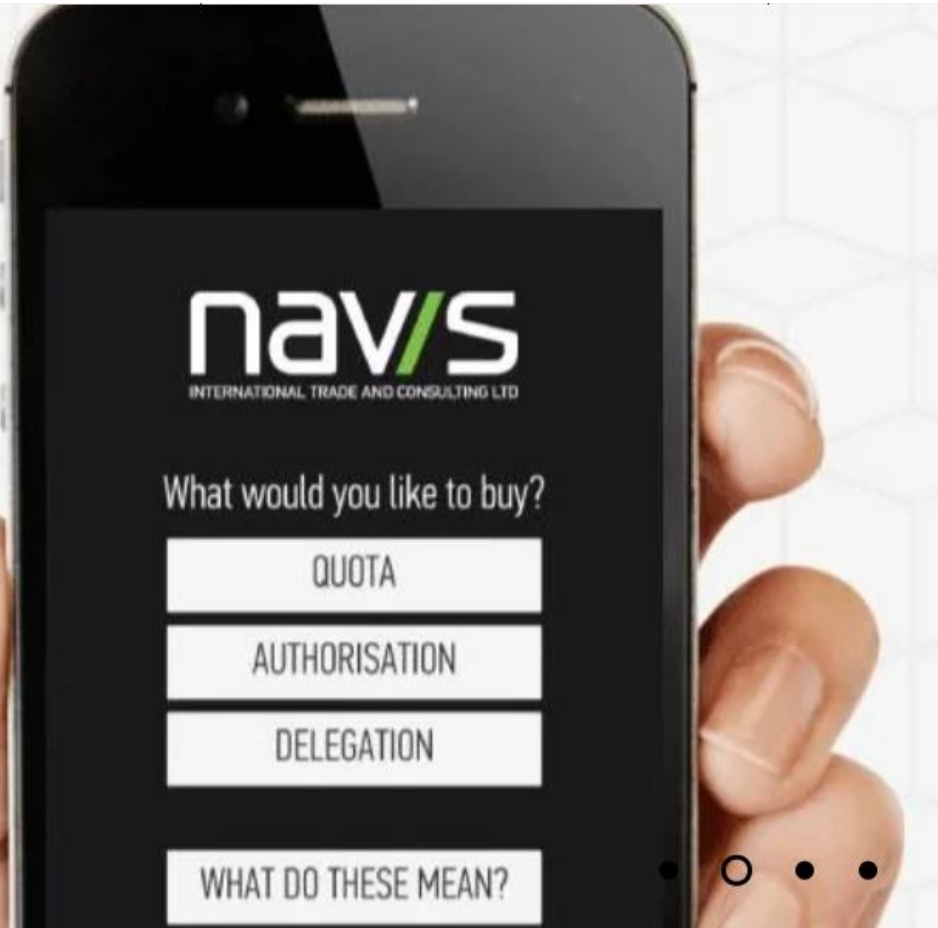 navis
INTERNATIONAL TRADE AND CONSULTING LTD
What would you like to buy?
QUOTA
AUTHORISATION
DELEGATION
WHAT DO THESE MEAN?